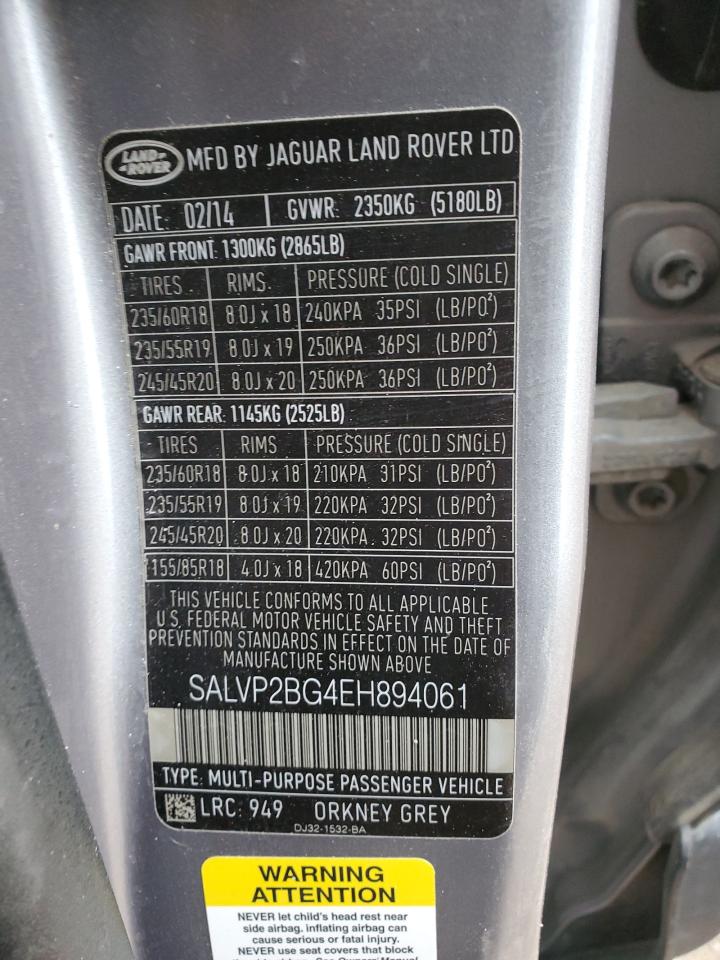 LAND ROVER MFD BY JAGUAR LAND ROVER LTD
DATE: 02/14 GVWR: 2350KG (5180LB)
GAWR FRONT: 1300KG (2865LB)
TIRES RIMS PRESSURE (COLD SINGLE)
235/60R18 8.0J x 18 240KPA 35PSI (LB/PO²)
235/55R19 8.0J x 19 250KPA 36PSI (LB/PO²)
245/45R20 8.0J x 20 250KPA 36PSI (LB/PO²)
GAWR REAR: 1145KG (2525LB)
TIRES RIMS PRESSURE (COLD SINGLE)
235/60R18 8.0J x 18 210KPA 31PSI (LB/PO²)
235/55R19 8.0J x 19 220KPA 32PSI (LB/PO²)
245/45R20 8.0J x 20 220KPA 32PSI (LB/PO²)
155/85R18 4.0J x 18 420KPA 60PSI (LB/PO²)
THIS VEHICLE CONFORMS TO ALL APPLICABLE
U.S. FEDERAL MOTOR VEHICLE SAFETY AND THEFT
PREVENTION STANDARDS IN EFFECT ON THE DATE OF
MANUFACTURE SHOWN ABOVE
SALVP2BG4EH894061
TYPE: MULTI-PURPOSE PASSENGER VEHICLE
LRC: 949 ORKNEY GREY
DJ32-1532-BA
WARNING
ATTENTION
NEVER let child's head rest near
side airbag. inflating airbag can
cause serious or fatal injury.
NEVER use seat covers that block
See Owners Manual